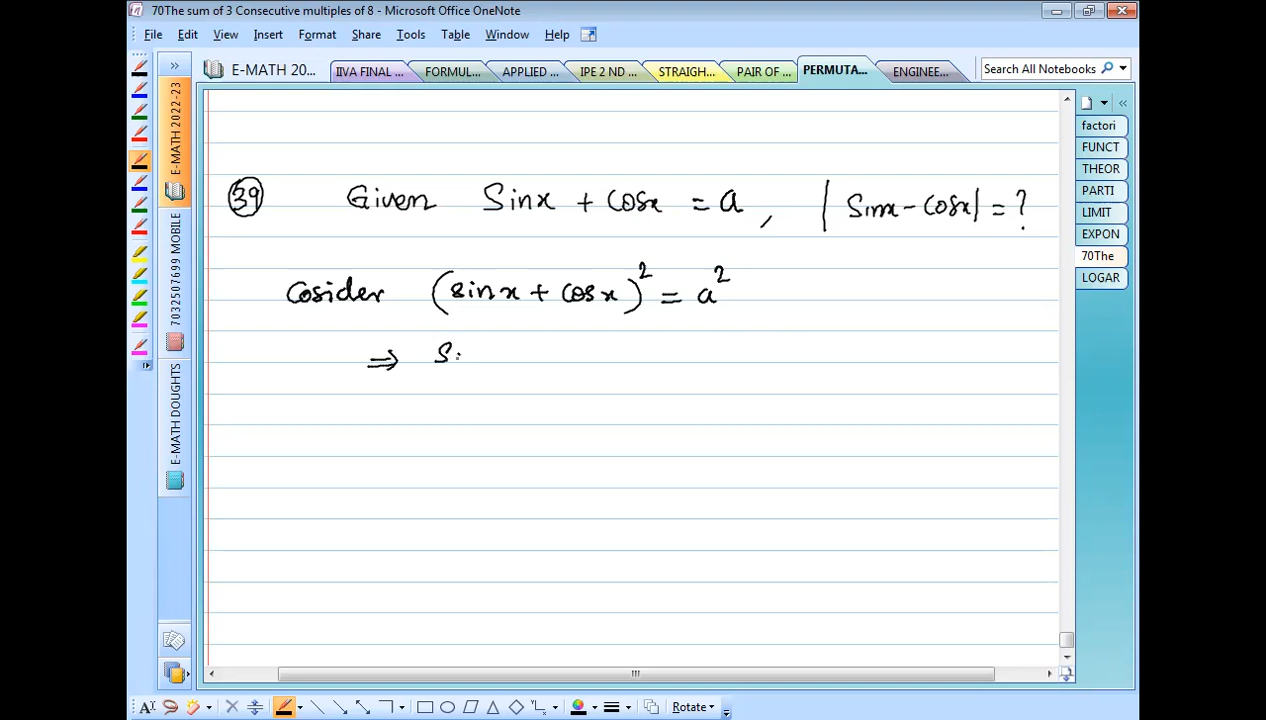 70The sum of 3 Consecutive multiples of 8 - Microsoft Office OneNote
File Edit View Insert Format Share Tools Table Window Help
E-MATH 20... IIVA FINAL ... FORMUL... APPLIED ... IPE 2 ND ... STRAIGH... PAIR OF ... PERMUTA... ENGINEE... Search All Notebooks
E-MATH 2022-23
7032507699 MOBILE
E-MATH DOUGHTS
factori
FUNCT
THEOR
PARTI
LIMIT
EXPON
70The
LOGAR
39 Given Sinx + cosx = a, | Sinx - cosx| = ?
Cosider (sinx + cosx)² = a²
⇒ S.
Rotate